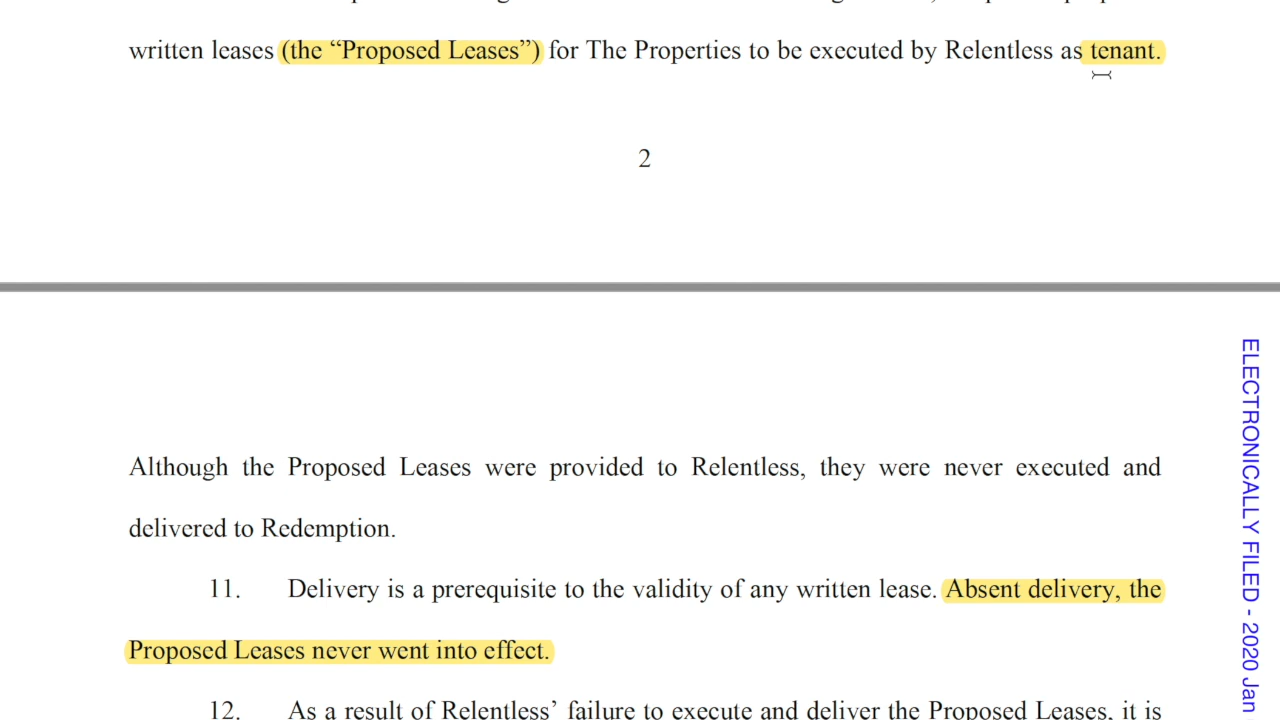 written leases (the “Proposed Leases”) for The Properties to be executed by Relentless as tenant.
2
Although the Proposed Leases were provided to Relentless, they were never executed and
delivered to Redemption.
11. Delivery is a prerequisite to the validity of any written lease. Absent delivery, the
Proposed Leases never went into effect.
12. As a result of Relentless’ failure to execute and deliver the Proposed Leases, it is
ELECTRONICALLY FILED - 2020 Jan